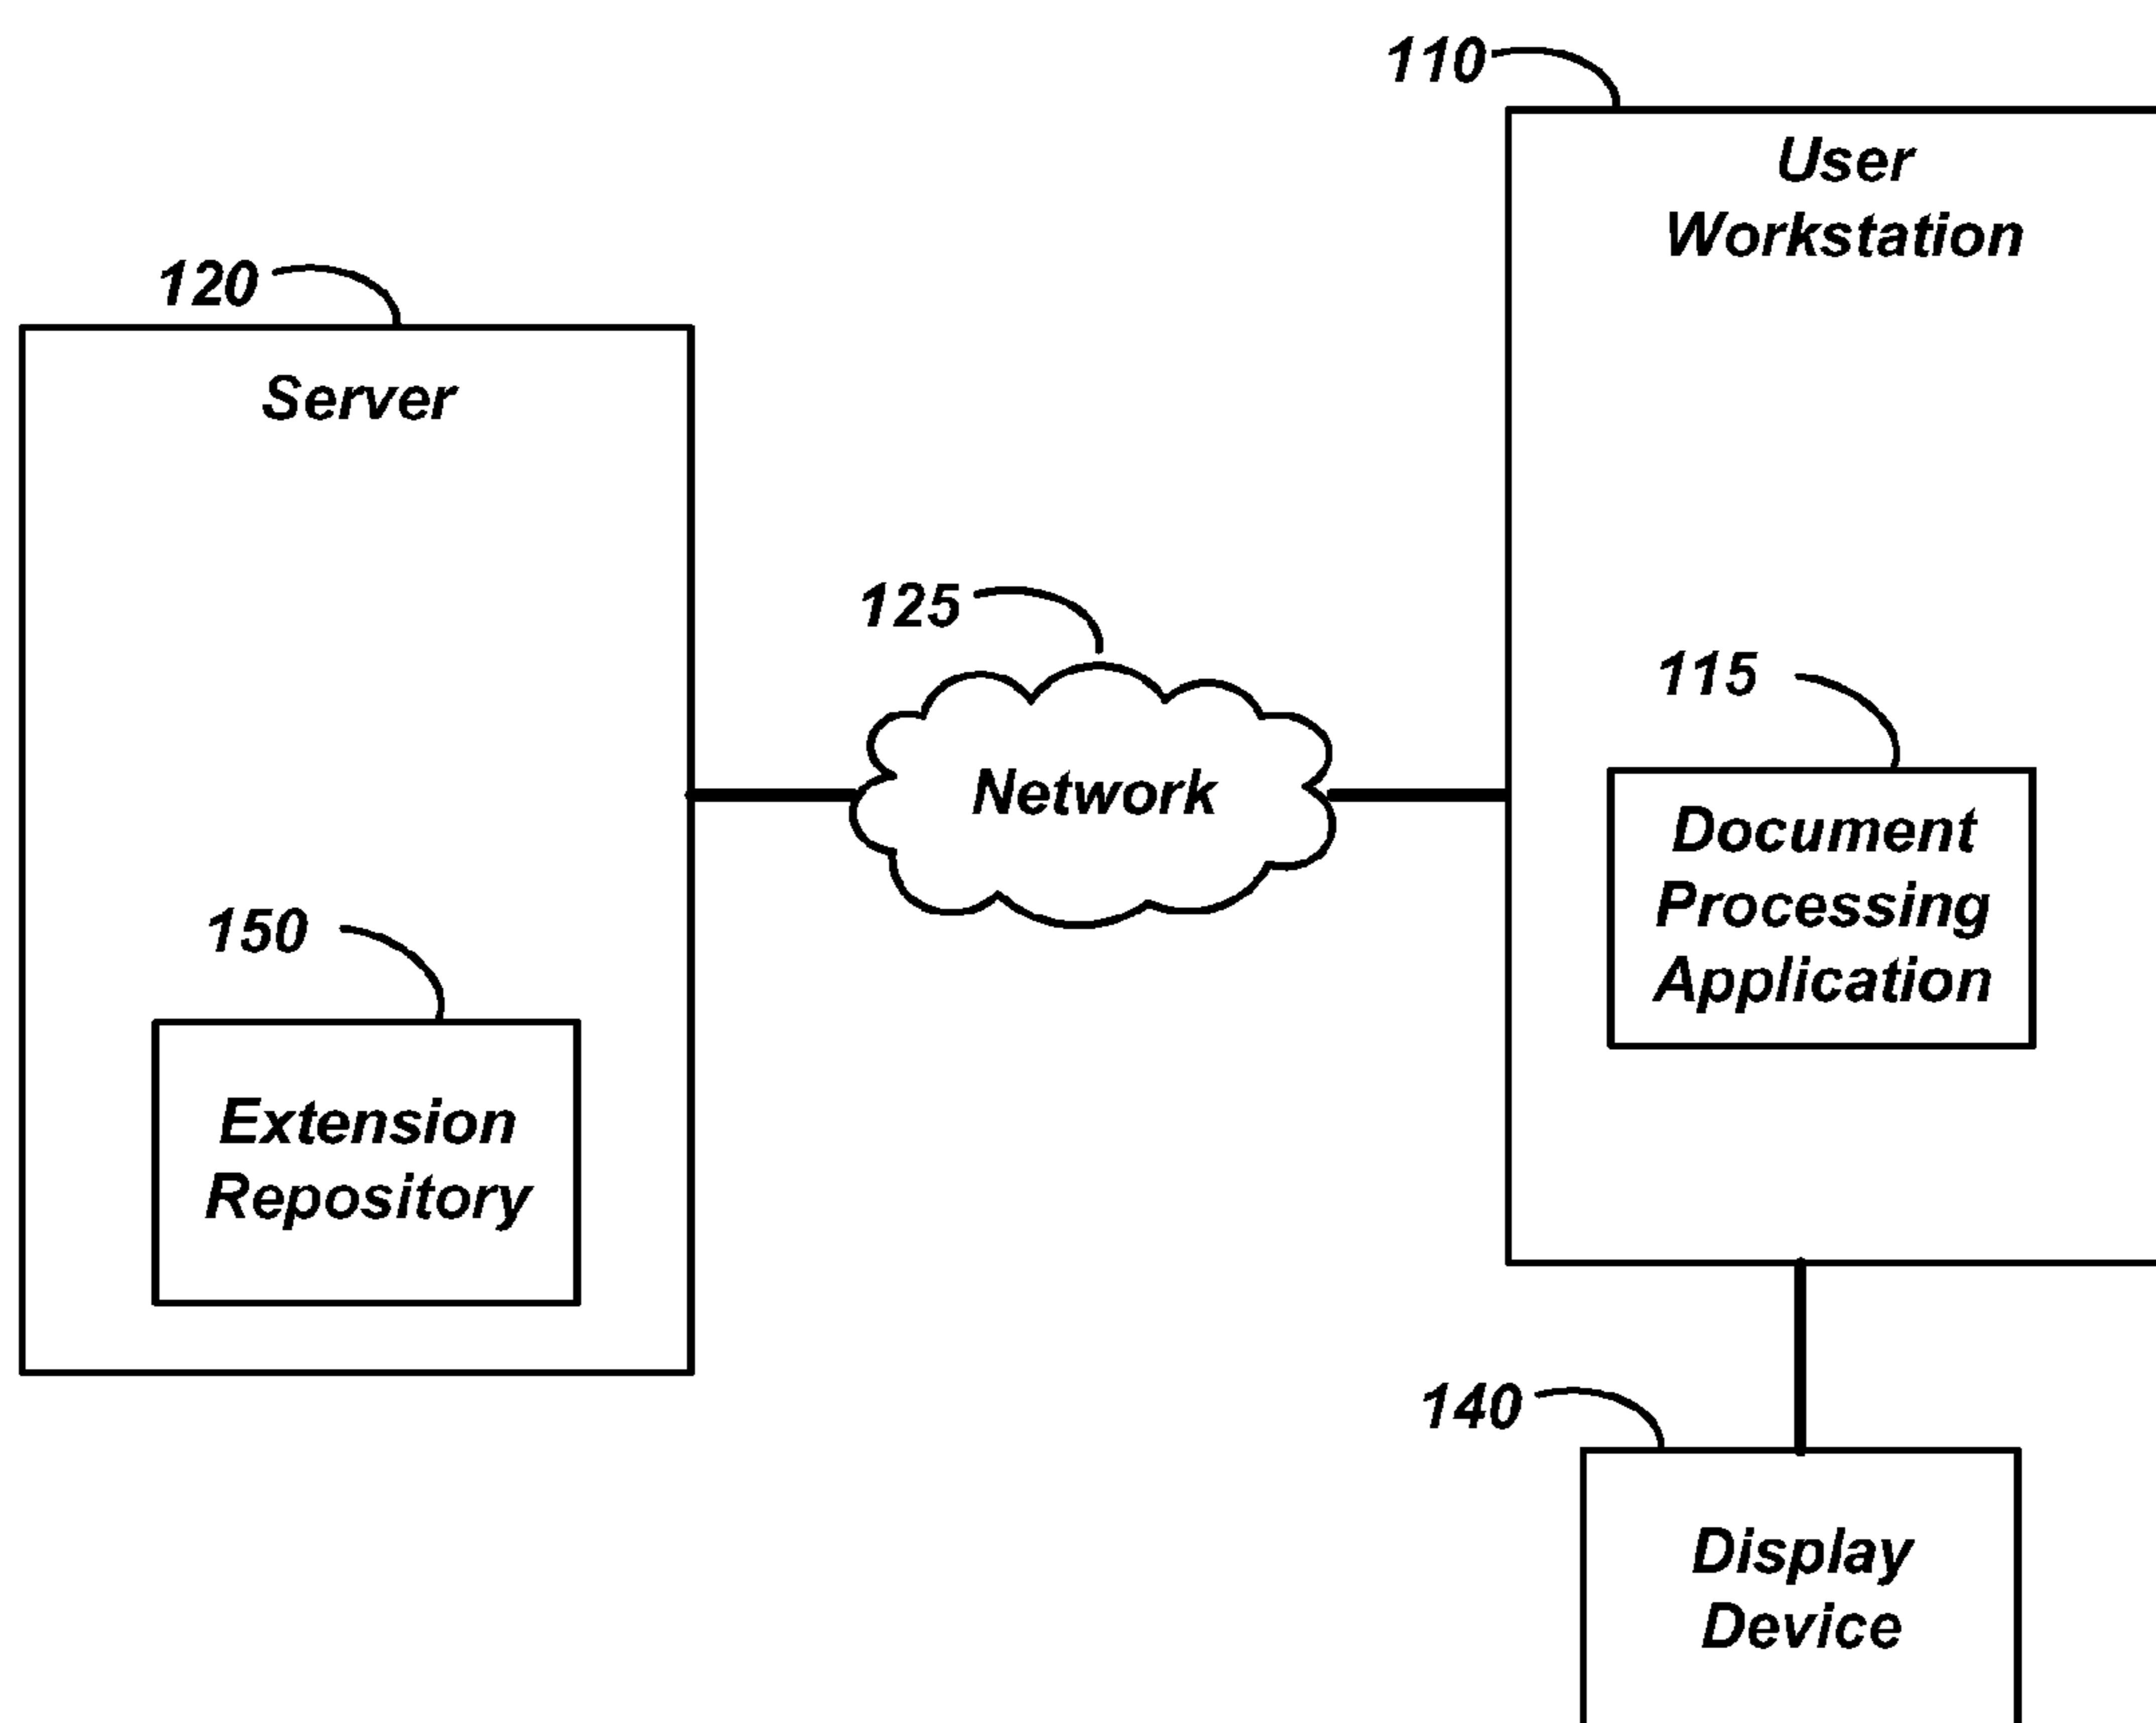 110
User
Workstation
120
Server
125
Network
115
Document
Processing
Application
150
Extension
Repository
140
Display
Device